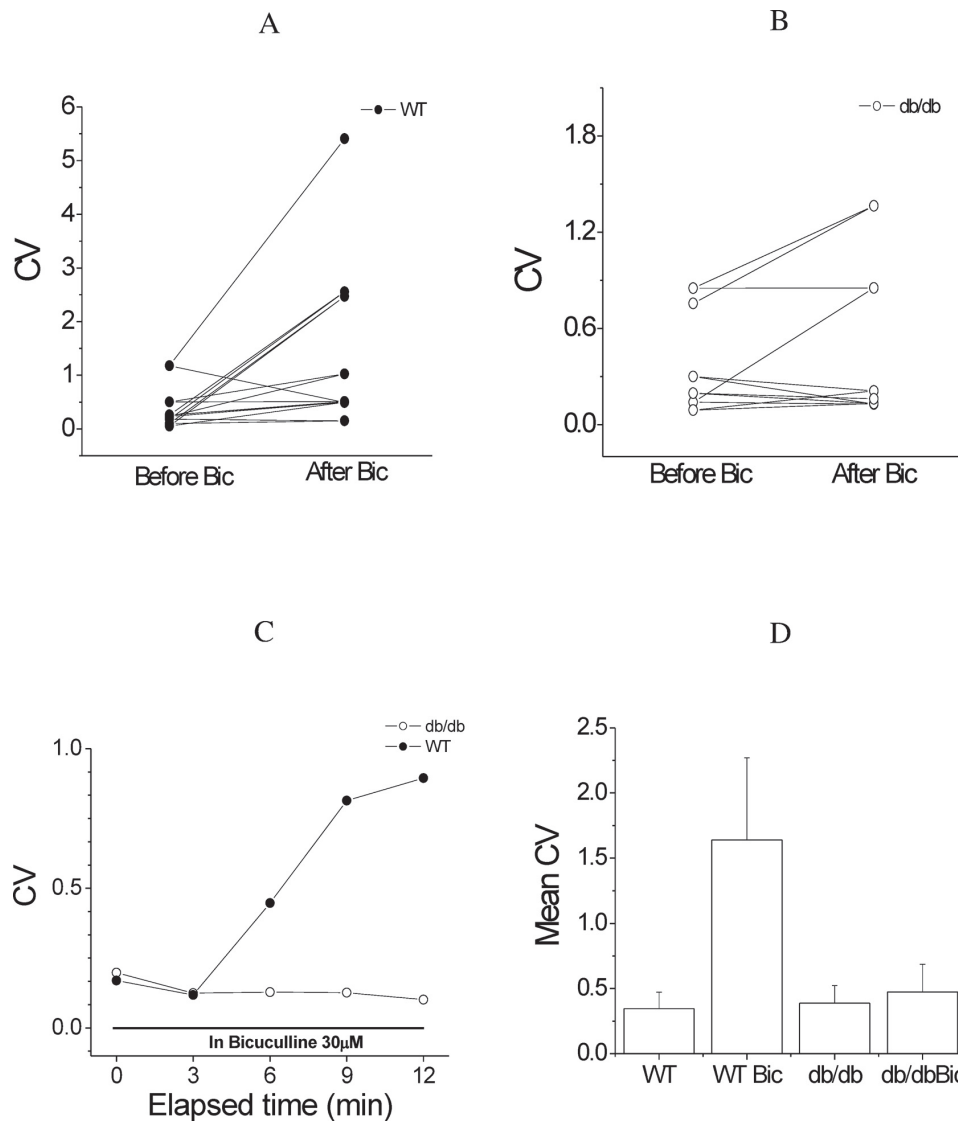 A
WT
6
5
4
3
2
1
0
CV
Before Bic
After Bic
B
db/db
1.8
1.2
0.6
0.0
CV
Before Bic
After Bic
C
db/db
WT
1.0
0.5
0.0
CV
In Bicuculline 30µM
0
3
6
9
12
Elapsed time (min)
D
2.5
2.0
1.5
1.0
0.5
0.0
Mean CV
WT
WT Bic
db/db
db/dbBic